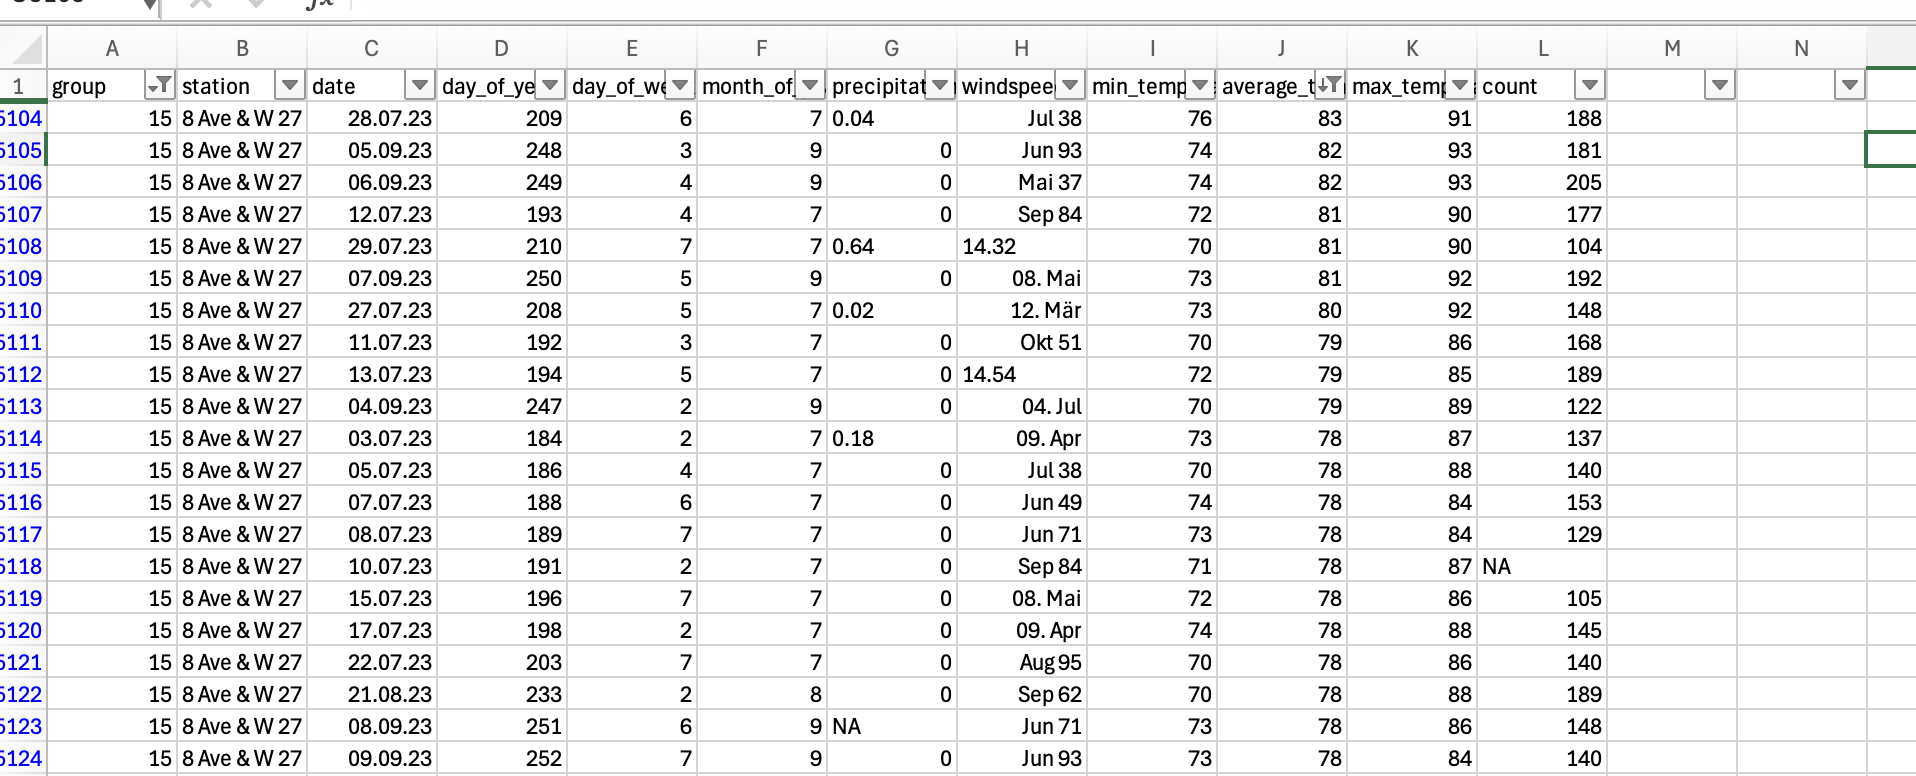 A B C D E F G H I J K L M N
1 group station date day_of_ye day_of_we month_of_ precipitat windspee min_temp average_t max_temp count
5104 15 8 Ave & W 27 28.07.23 209 6 7 0.04 Jul 38 76 83 91 188
5105 15 8 Ave & W 27 05.09.23 248 3 9 0 Jun 93 74 82 93 181
5106 15 8 Ave & W 27 06.09.23 249 4 9 0 Mai 37 74 82 93 205
5107 15 8 Ave & W 27 12.07.23 193 4 7 0 Sep 84 72 81 90 177
5108 15 8 Ave & W 27 29.07.23 210 7 7 0.64 14.32 70 81 90 104
5109 15 8 Ave & W 27 07.09.23 250 5 9 0 08. Mai 73 81 92 192
5110 15 8 Ave & W 27 27.07.23 208 5 7 0.02 12. Mär 73 80 92 148
5111 15 8 Ave & W 27 11.07.23 192 3 7 0 Okt 51 70 79 86 168
5112 15 8 Ave & W 27 13.07.23 194 5 7 0 14.54 72 79 85 189
5113 15 8 Ave & W 27 04.09.23 247 2 9 0 04. Jul 70 79 89 122
5114 15 8 Ave & W 27 03.07.23 184 2 7 0.18 09. Apr 73 78 87 137
5115 15 8 Ave & W 27 05.07.23 186 4 7 0 Jul 38 70 78 88 140
5116 15 8 Ave & W 27 07.07.23 188 6 7 0 Jun 49 74 78 84 153
5117 15 8 Ave & W 27 08.07.23 189 7 7 0 Jun 71 73 78 84 129
5118 15 8 Ave & W 27 10.07.23 191 2 7 0 Sep 84 71 78 87 NA
5119 15 8 Ave & W 27 15.07.23 196 7 7 0 08. Mai 72 78 86 105
5120 15 8 Ave & W 27 17.07.23 198 2 7 0 09. Apr 74 78 88 145
5121 15 8 Ave & W 27 22.07.23 203 7 7 0 Aug 95 70 78 86 140
5122 15 8 Ave & W 27 21.08.23 233 2 8 0 Sep 62 70 78 88 189
5123 15 8 Ave & W 27 08.09.23 251 6 9 NA Jun 71 73 78 86 148
5124 15 8 Ave & W 27 09.09.23 252 7 9 0 Jun 93 73 78 84 140